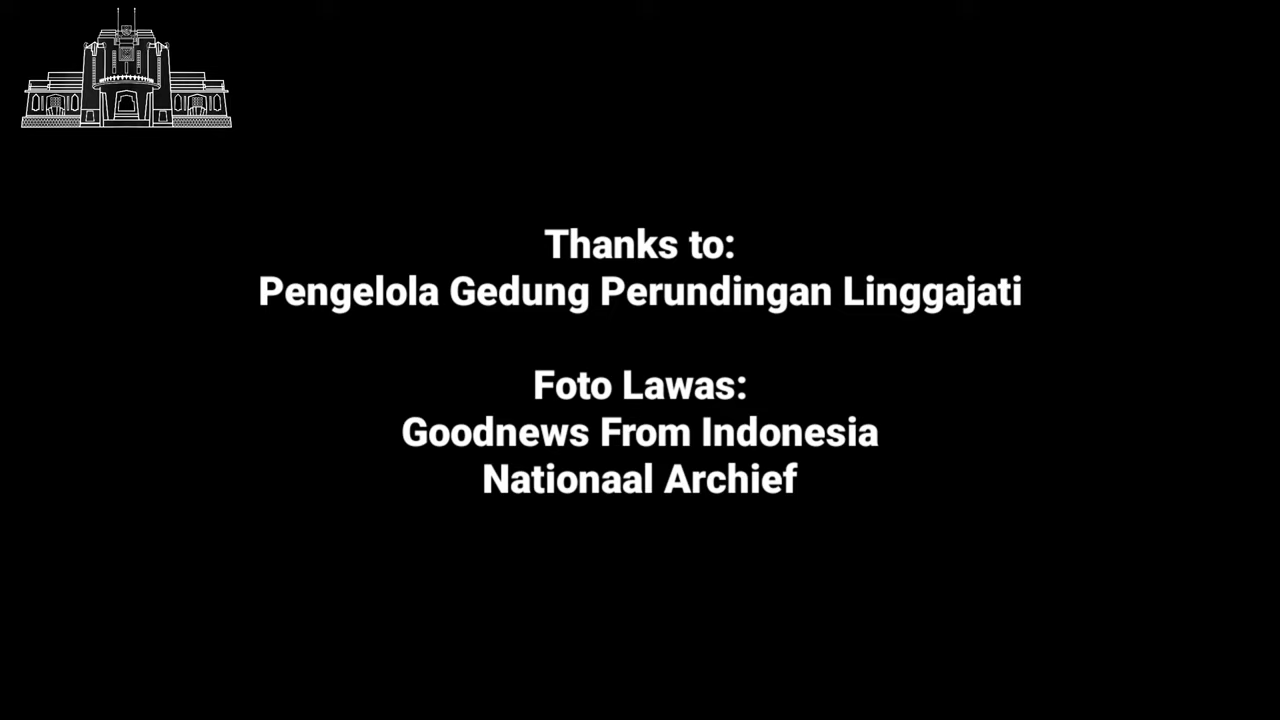 Thanks to:
Pengelola Gedung Perundingan Linggajati
Foto Lawas:
Goodnews From Indonesia
Nationaal Archief